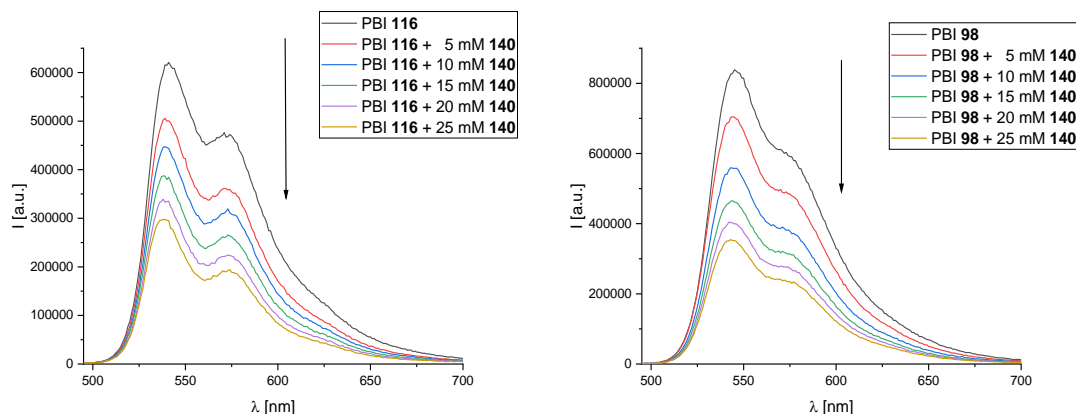 PBI 116
PBI 116 + 5 mM 140
PBI 116 + 10 mM 140
PBI 116 + 15 mM 140
PBI 116 + 20 mM 140
PBI 116 + 25 mM 140
600000
500000
400000
300000
200000
100000
0
I [a.u.]
500 550 600 650 700
λ [nm]
PBI 98
PBI 98 + 5 mM 140
PBI 98 + 10 mM 140
PBI 98 + 15 mM 140
PBI 98 + 20 mM 140
PBI 98 + 25 mM 140
800000
600000
400000
200000
0
I [a.u.]
500 550 600 650 700
λ [nm]